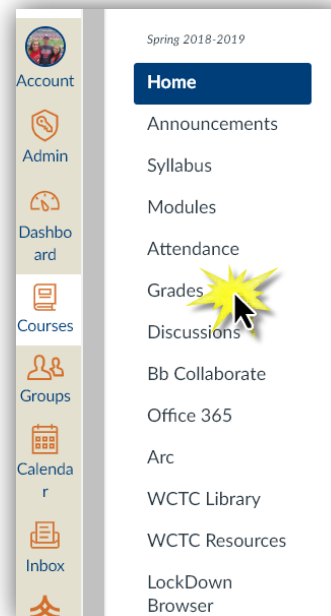 Account
Admin
Dashbo
ard
Courses
Groups
Calenda
r
Inbox
Spring 2018-2019
Home
Announcements
Syllabus
Modules
Attendance
Grades
Discussions
Bb Collaborate
Office 365
Arc
WCTC Library
WCTC Resources
LockDown
Browser